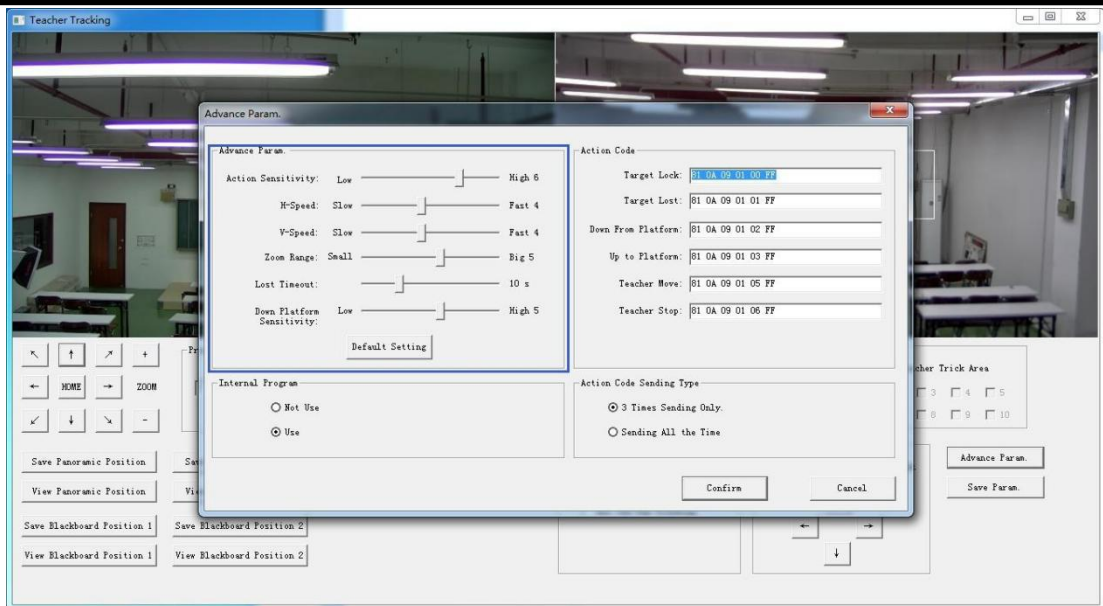 Teacher Tracking
Advance Param.
Advance Param.
Action Sensitivity: Low High 6
H-Speed: Slow Fast 4
V-Speed: Slow Fast 4
Zoom Range: Small Big 5
Lost Timeout: 10 s
Down Platform Sensitivity: Low High 5
Default Setting
Action Code
Target Lock: 81 0A 09 01 00 FF
Target Lost: 81 0A 09 01 01 FF
Down From Platform: 81 0A 09 01 02 FF
Up to Platform: 81 0A 09 01 03 FF
Teacher Move: 81 0A 09 01 05 FF
Teacher Stop: 81 0A 09 01 06 FF
Internal Program
Not Use
Use
Action Code Sending Type
3 Times Sending Only.
Sending All the Time
Confirm Cancel
HOME ZOOM
+
-
Trick Area
3 4 5
8 9 10
Save Panoramic Position
View Panoramic Position
Save Blackboard Position 1 Save Blackboard Position 2
View Blackboard Position 1 View Blackboard Position 2
Advance Param.
Save Param.